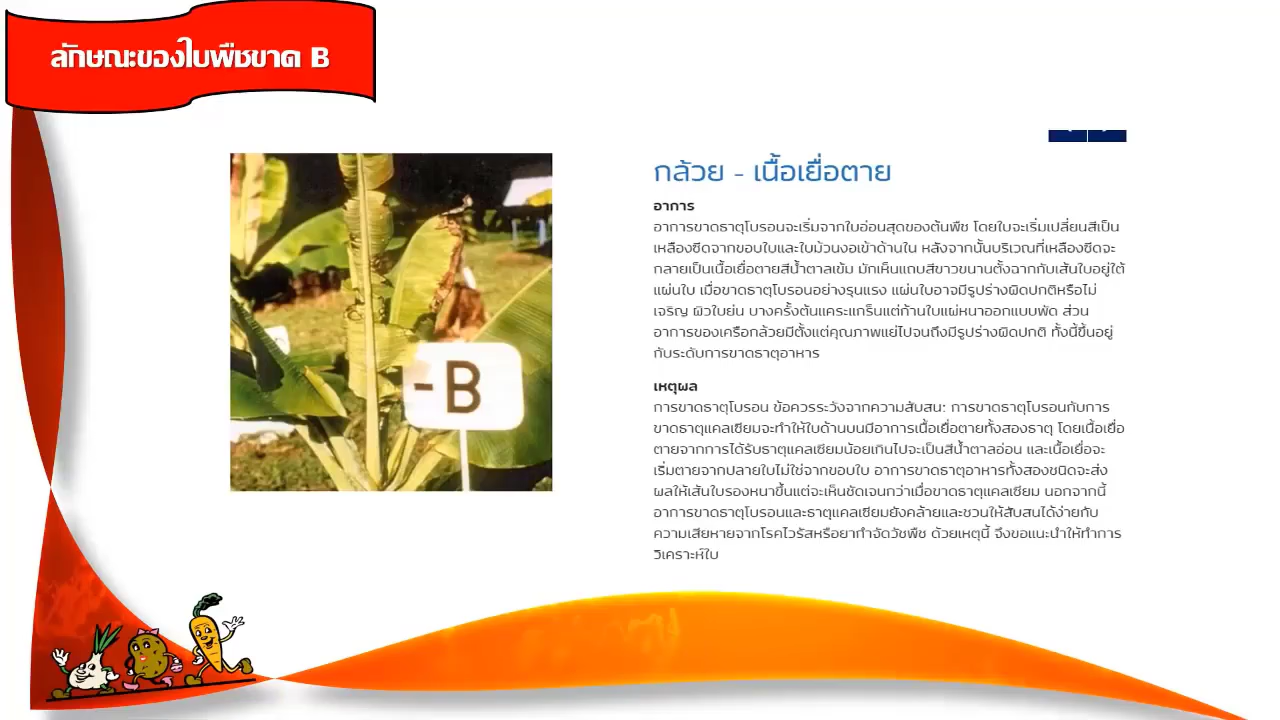 ลักษณะของใบพืชขาด B
กล้วย - เนื้อเยื่อตาย
อาการ
อาการขาดธาตุโบรอนจะเริ่มจากใบอ่อนสุดของต้นพืช โดยใบจะเริ่มเปลี่ยนสีเป็น
เหลืองซีดจากขอบใบและใบม้วนงอเข้าด้านใน หลังจากนั้นบริเวณที่เหลืองซีดจะ
กลายเป็นเนื้อเยื่อตายสีน้ำตาลเข้ม มักเห็นแถบสีขาวขนานตั้งฉากกับเส้นใบอยู่ใต้
แผ่นใบ เมื่อขาดธาตุโบรอนอย่างรุนแรง แผ่นใบอาจมีรูปร่างผิดปกติหรือไม่
เจริญ ผิวใบย่น บางครั้งต้นแคระแกร็นแต่ก้านใบแผ่หนาออกแบบพัด ส่วน
อาการของเครือกล้วยมีตั้งแต่คุณภาพแย่ไปจนถึงมีรูปร่างผิดปกติ ทั้งนี้ขึ้นอยู่
กับระดับการขาดธาตุอาหาร
เหตุผล
การขาดธาตุโบรอน ข้อควรระวังจากความสับสน: การขาดธาตุโบรอนกับการ
ขาดธาตุแคลเซียมจะทำให้ใบด้านบนมีอาการเนื้อเยื่อตายทั้งสองธาตุ โดยเนื้อเยื่อ
ตายจากการได้รับธาตุแคลเซียมน้อยเกินไปจะเป็นสีน้ำตาลอ่อน และเนื้อเยื่อจะ
เริ่มตายจากปลายใบไม่ใช่จากขอบใบ อาการขาดธาตุอาหารทั้งสองชนิดจะส่ง
ผลให้เส้นใบรองหนาขึ้นแต่จะเห็นชัดเจนกว่าเมื่อขาดธาตุแคลเซียม นอกจากนี้
อาการขาดธาตุโบรอนและธาตุแคลเซียมยังคล้ายและชวนให้สับสนได้ง่ายกับ
ความเสียหายจากโรคไวรัสหรือยากำจัดวัชพืช ด้วยเหตุนี้ จึงขอแนะนำให้ทำการ
วิเคราะห์ใบ
-B